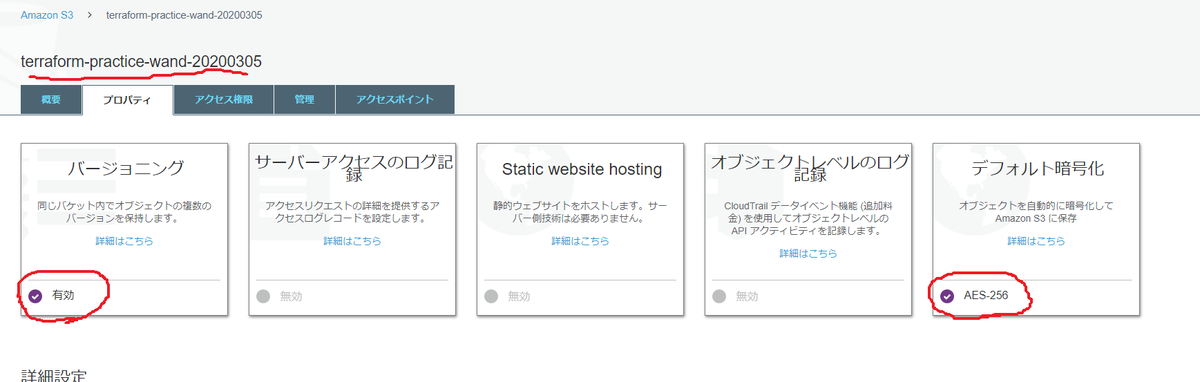 Amazon S3 > terraform-practice-wand-20200305
terraform-practice-wand-20200305
概要 プロパティ アクセス権限 管理 アクセスポイント
バージョニング
同じバケット内でオブジェクトの複数の
バージョンを保持します。
詳細はこちら
有効
サーバーアクセスのログ記
録
アクセスリクエストの詳細を提供するア
クセスログレコードを設定します。
詳細はこちら
無効
Static website hosting
静的ウェブサイトをホストします。サー
バー側技術は必要ありません。
詳細はこちら
無効
オブジェクトレベルのログ
記録
CloudTrail データイベント機能 (追加料
金) を使用してオブジェクトレベルの
API アクティビティを記録します。
詳細はこちら
無効
デフォルト暗号化
オブジェクトを自動的に暗号化して
Amazon S3 に保存
詳細はこちら
AES-256
詳細設定